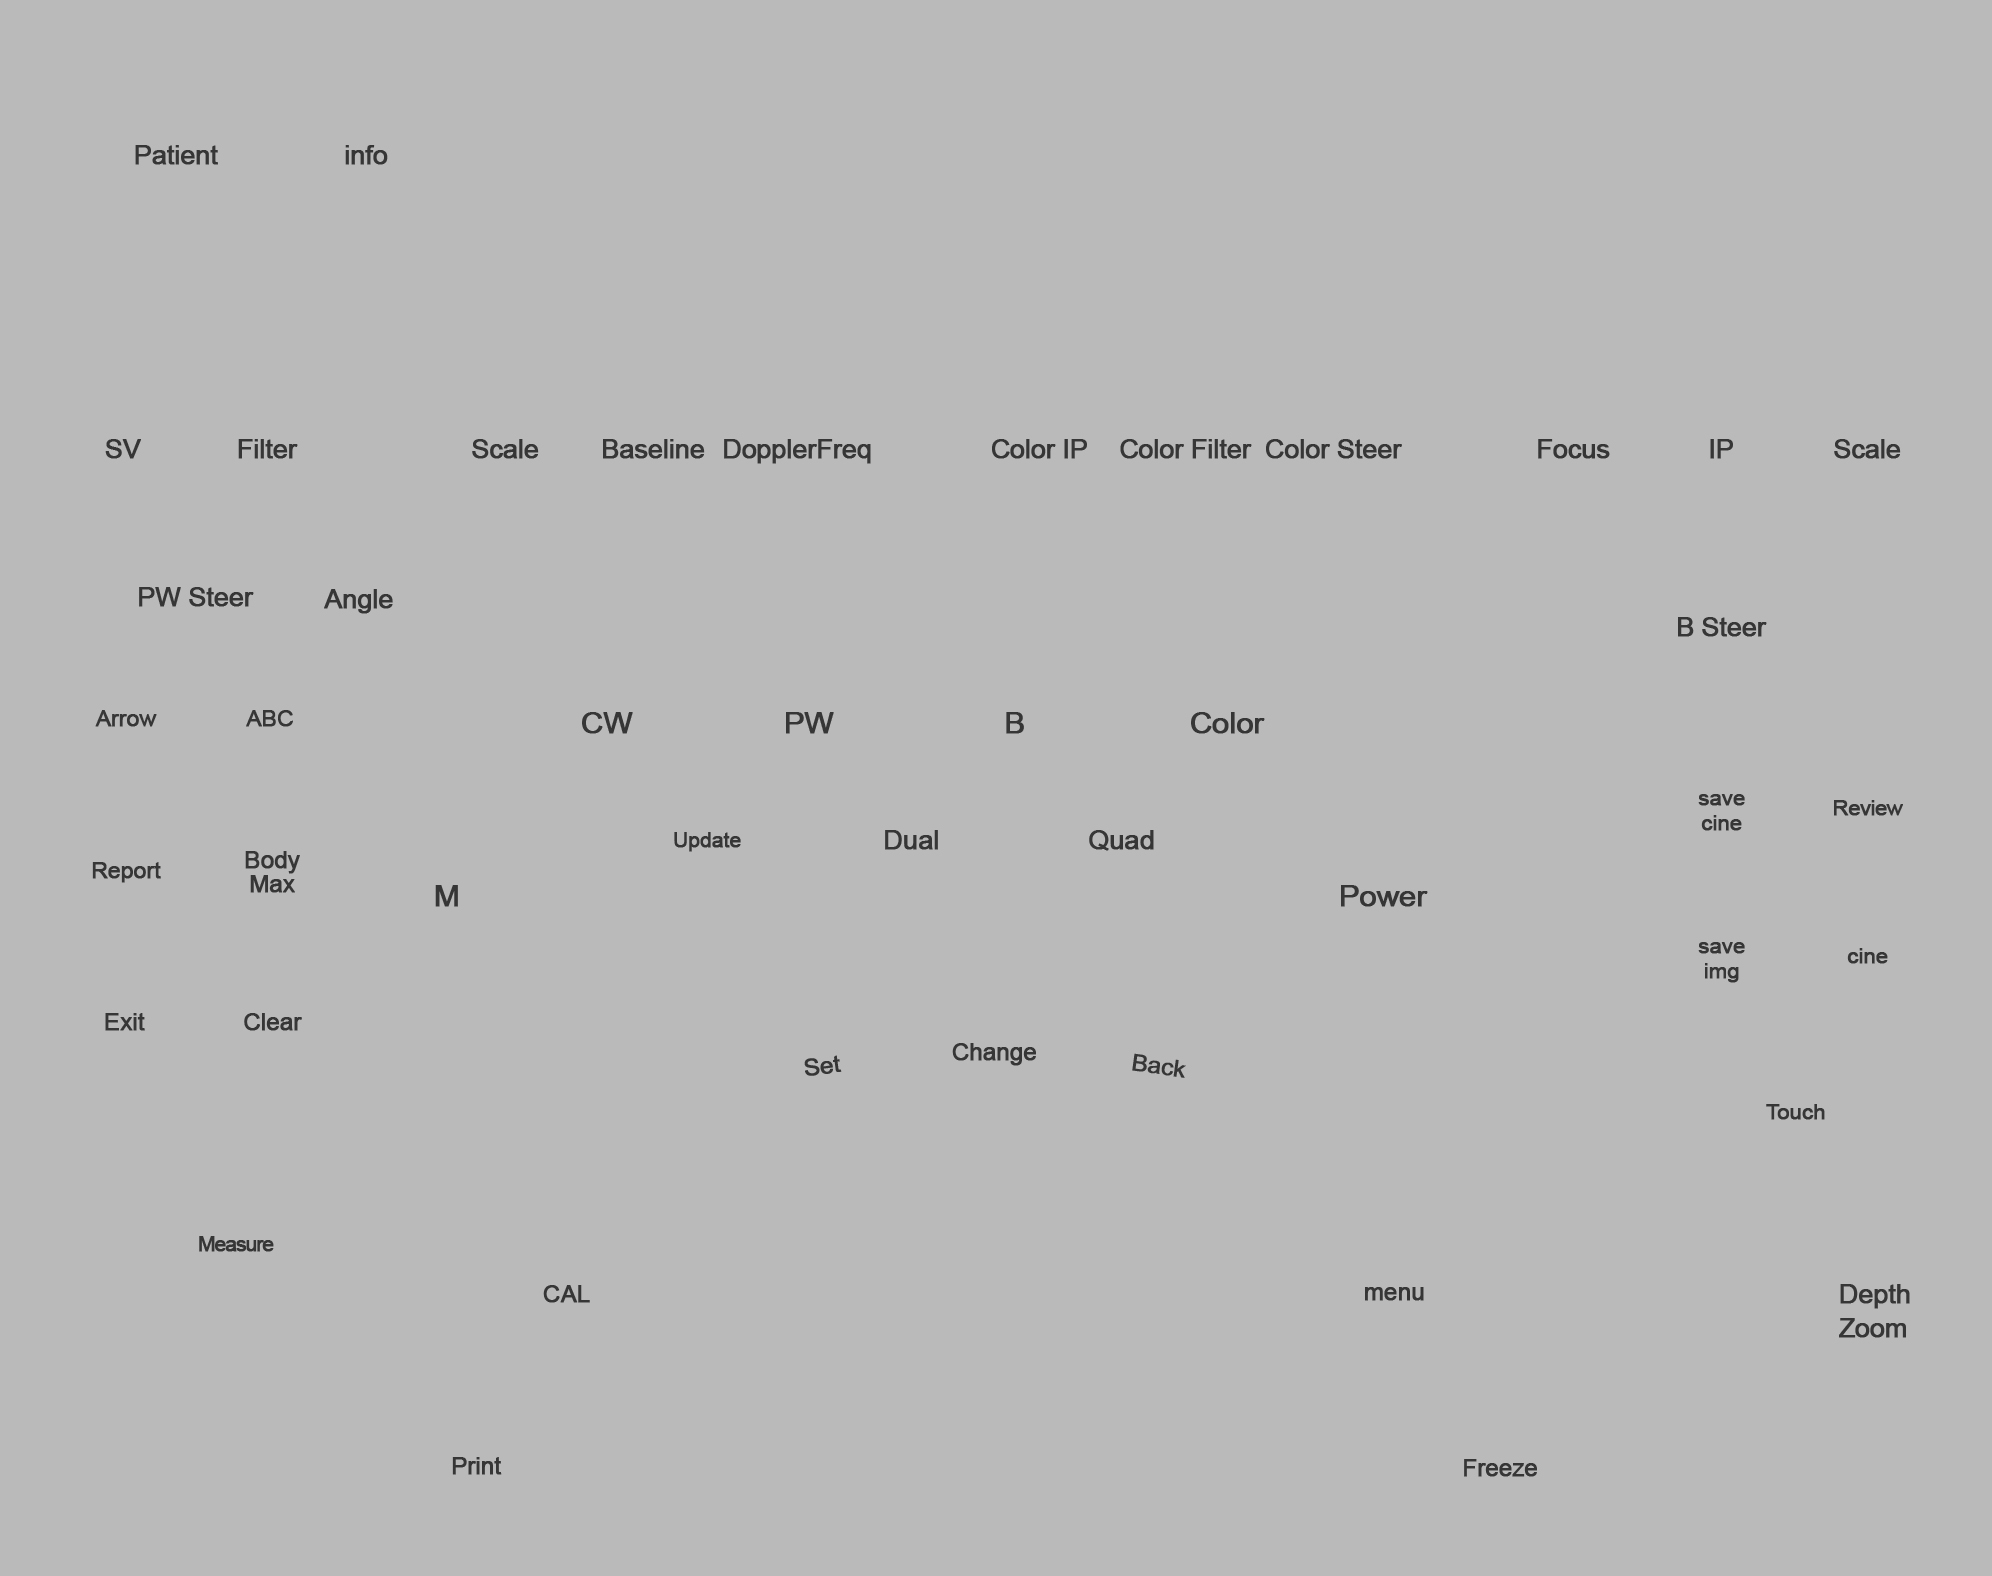 Patient info
SV Filter Scale Baseline DopplerFreq Color IP Color Filter Color Steer Focus IP Scale
PW Steer Angle
B Steer
Arrow ABC CW PW B Color
save
cine
Review
Update Dual Quad
Report
Body
Max
M Power
save
img
cine
Exit Clear
Set Change Back
Touch
Measure
CAL menu
Depth
Zoom
Print Freeze